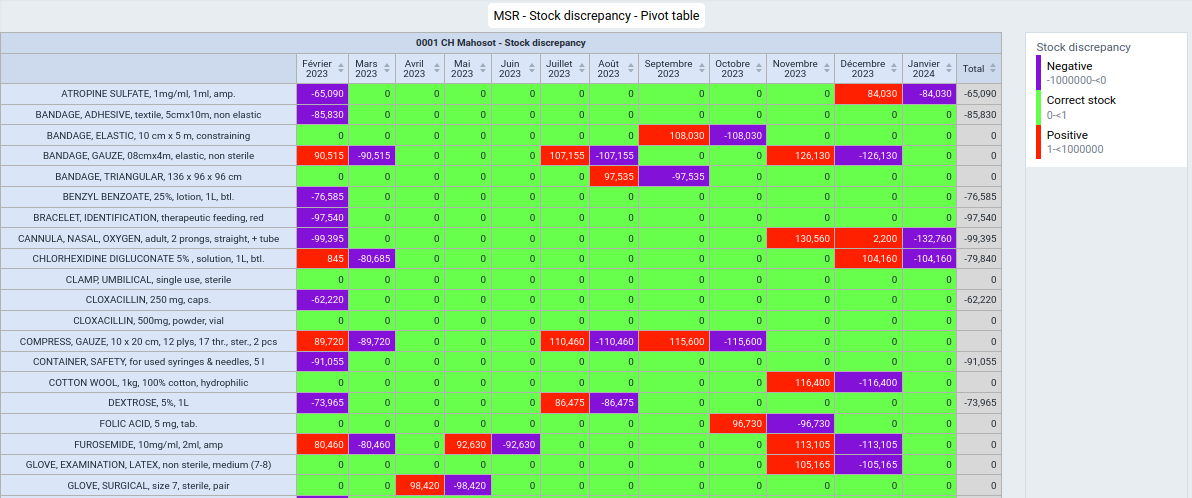 MSR - Stock discrepancy - Pivot table
0001 CH Mahosot - Stock discrepancy
Février 2023 Mars 2023 Avril 2023 Mai 2023 Juin 2023 Juillet 2023 Août 2023 Septembre 2023 Octobre 2023 Novembre 2023 Décembre 2023 Janvier 2024 Total
ATROPINE SULFATE, 1mg/ml, 1ml, amp. -65,090 0 0 0 0 0 0 0 0 0 84,030 -84,030 -65,090
BANDAGE, ADHESIVE, textile, 5cmx10m, non elastic -85,830 0 0 0 0 0 0 0 0 0 0 0 -85,830
BANDAGE, ELASTIC, 10 cm x 5 m, constraining 0 0 0 0 0 0 0 108,030 -108,030 0 0 0 0
BANDAGE, GAUZE, 08cmx4m, elastic, non sterile 90,515 -90,515 0 0 0 107,155 -107,155 0 0 126,130 -126,130 0 0
BANDAGE, TRIANGULAR, 136 x 96 x 96 cm 0 0 0 0 0 0 97,535 -97,535 0 0 0 0 0
BENZYL BENZOATE, 25%, lotion, 1L, btl. -76,585 0 0 0 0 0 0 0 0 0 0 0 -76,585
BRACELET, IDENTIFICATION, therapeutic feeding, red -97,540 0 0 0 0 0 0 0 0 0 0 0 -97,540
CANNULA, NASAL, OXYGEN, adult, 2 prongs, straight, + tube -99,395 0 0 0 0 0 0 0 0 130,560 2,200 -132,760 -99,395
CHLORHEXIDINE DIGLUCONATE 5% , solution, 1L, btl. 845 -80,685 0 0 0 0 0 0 0 0 104,160 -104,160 -79,840
CLAMP, UMBILICAL, single use, sterile 0 0 0 0 0 0 0 0 0 0 0 0 0
CLOXACILLIN, 250 mg, caps. -62,220 0 0 0 0 0 0 0 0 0 0 0 -62,220
CLOXACILLIN, 500mg, powder, vial 0 0 0 0 0 0 0 0 0 0 0 0 0
COMPRESS, GAUZE, 10 x 20 cm, 12 plys, 17 thr., ster., 2 pcs 89,720 -89,720 0 0 0 110,460 -110,460 115,600 -115,600 0 0 0 0
CONTAINER, SAFETY, for used syringes & needles, 5 l -91,055 0 0 0 0 0 0 0 0 0 0 0 -91,055
COTTON WOOL, 1kg, 100% cotton, hydrophilic 0 0 0 0 0 0 0 0 0 116,400 -116,400 0 0
DEXTROSE, 5%, 1L -73,965 0 0 0 0 86,475 -86,475 0 0 0 0 0 -73,965
FOLIC ACID, 5 mg, tab. 0 0 0 0 0 0 0 0 96,730 -96,730 0 0 0
FUROSEMIDE, 10mg/ml, 2ml, amp 80,460 -80,460 0 92,630 -92,630 0 0 0 0 113,105 -113,105 0 0
GLOVE, EXAMINATION, LATEX, non sterile, medium (7-8) 0 0 0 0 0 0 0 0 0 105,165 -105,165 0 0
GLOVE, SURGICAL, size 7, sterile, pair 0 0 98,420 -98,420 0 0 0 0 0 0 0 0 0
Stock discrepancy
Negative
-1000000-<0
Correct stock
0-<1
Positive
1-<1000000